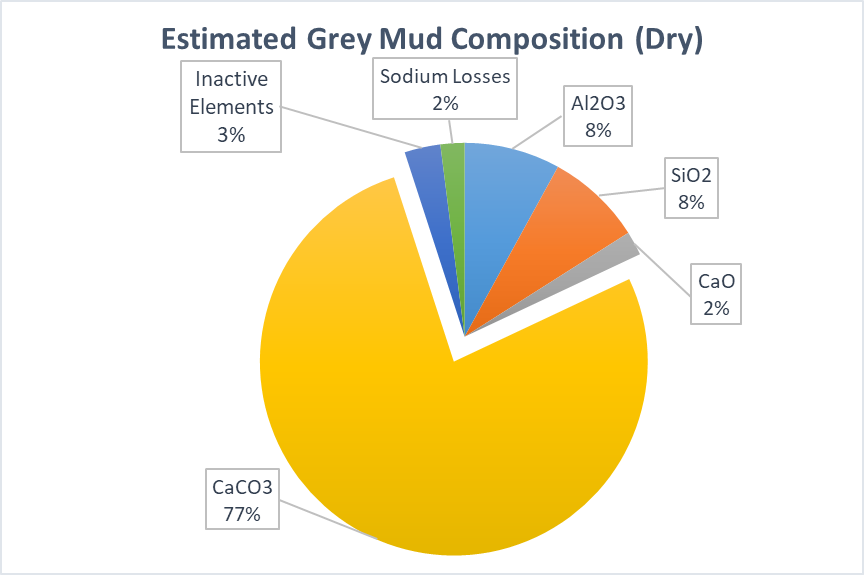 Estimated Grey Mud Composition (Dry)
Inactive
Elements
3%
Sodium Losses
2%
Al2O3
8%
SiO2
8%
CaO
2%
CaCO3
77%